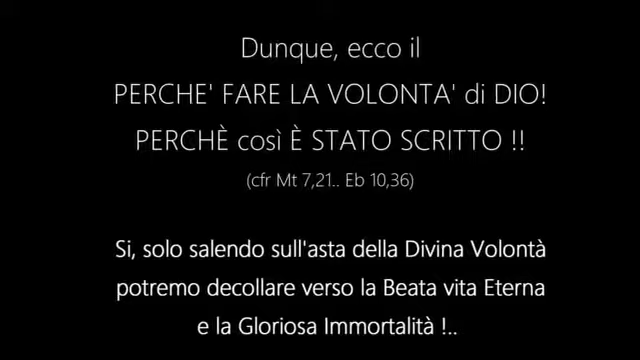 Dunque, ecco il
PERCHE' FARE LA VOLONTA' di DIO!
PERCHÈ così È STATO SCRITTO !!
(cfr Mt 7,21.. Eb 10,36)
Si, solo salendo sull'asta della Divina Volontà
potremo decollare verso la Beata vita Eterna
e la Gloriosa Immortalità !..